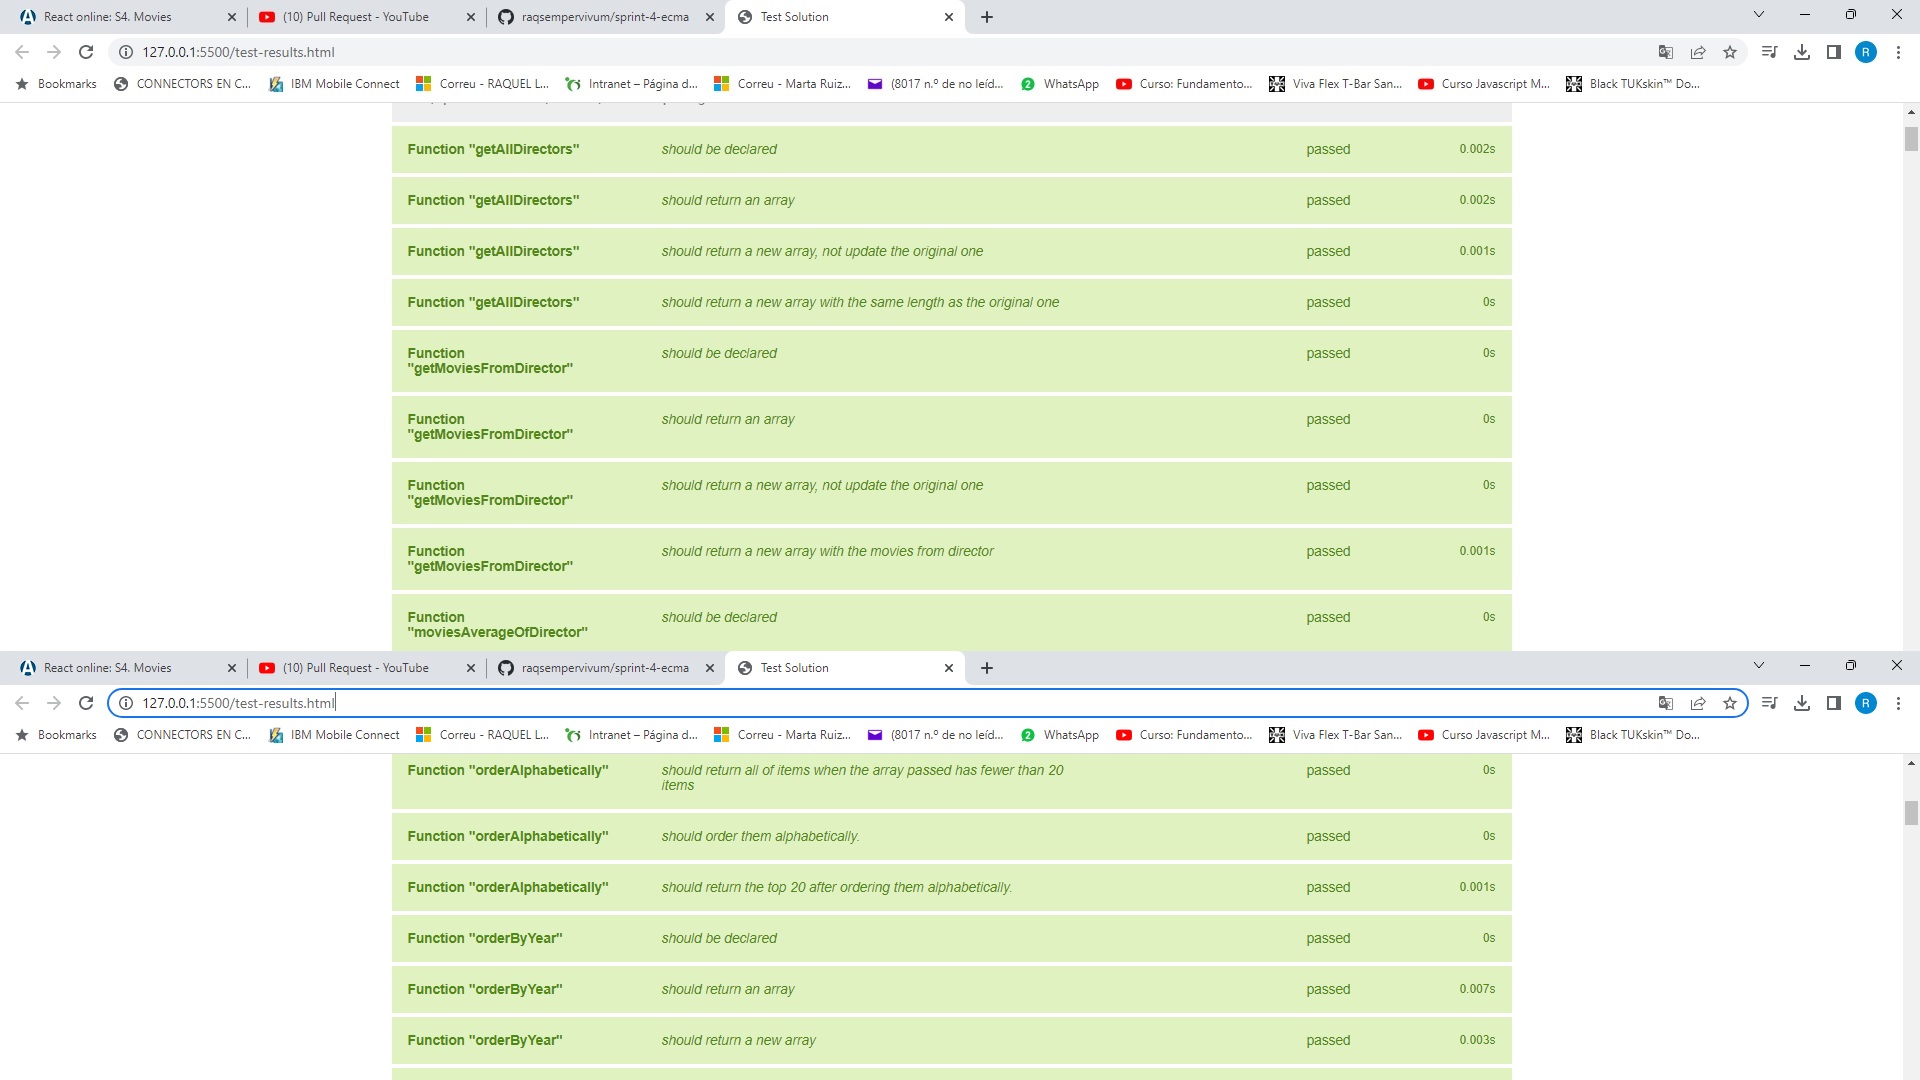 React online: S4. Movies (10) Pull Request - YouTube raqsempervivum/sprint-4-ecma Test Solution
127.0.0.1:5500/test-results.html R
Bookmarks CONNECTORS EN C... IBM Mobile Connect Correu - RAQUEL L... Intranet – Página d... Correu - Marta Ruiz... (8017 n.º de no leíd... 2 WhatsApp Curso: Fundamento... Viva Flex T-Bar San... Curso Javascript M... Black TUKskin™ Do...
Function "getAllDirectors" should be declared passed 0.002s
Function "getAllDirectors" should return an array passed 0.002s
Function "getAllDirectors" should return a new array, not update the original one passed 0.001s
Function "getAllDirectors" should return a new array with the same length as the original one passed 0s
Function should be declared passed 0s
"getMoviesFromDirector"
Function should return an array passed 0s
"getMoviesFromDirector"
Function should return a new array, not update the original one passed 0s
"getMoviesFromDirector"
Function should return a new array with the movies from director passed 0.001s
"getMoviesFromDirector"
Function should be declared passed 0s
"moviesAverageOfDirector"
React online: S4. Movies (10) Pull Request - YouTube raqsempervivum/sprint-4-ecma Test Solution
127.0.0.1:5500/test-results.html R
Bookmarks CONNECTORS EN C... IBM Mobile Connect Correu - RAQUEL L... Intranet – Página d... Correu - Marta Ruiz... (8017 n.º de no leíd... 2 WhatsApp Curso: Fundamento... Viva Flex T-Bar San... Curso Javascript M... Black TUKskin™ Do...
Function "orderAlphabetically" should return all of items when the array passed has fewer than 20 passed 0s
items
Function "orderAlphabetically" should order them alphabetically. passed 0s
Function "orderAlphabetically" should return the top 20 after ordering them alphabetically. passed 0.001s
Function "orderByYear" should be declared passed 0s
Function "orderByYear" should return an array passed 0.007s
Function "orderByYear" should return a new array passed 0.003s